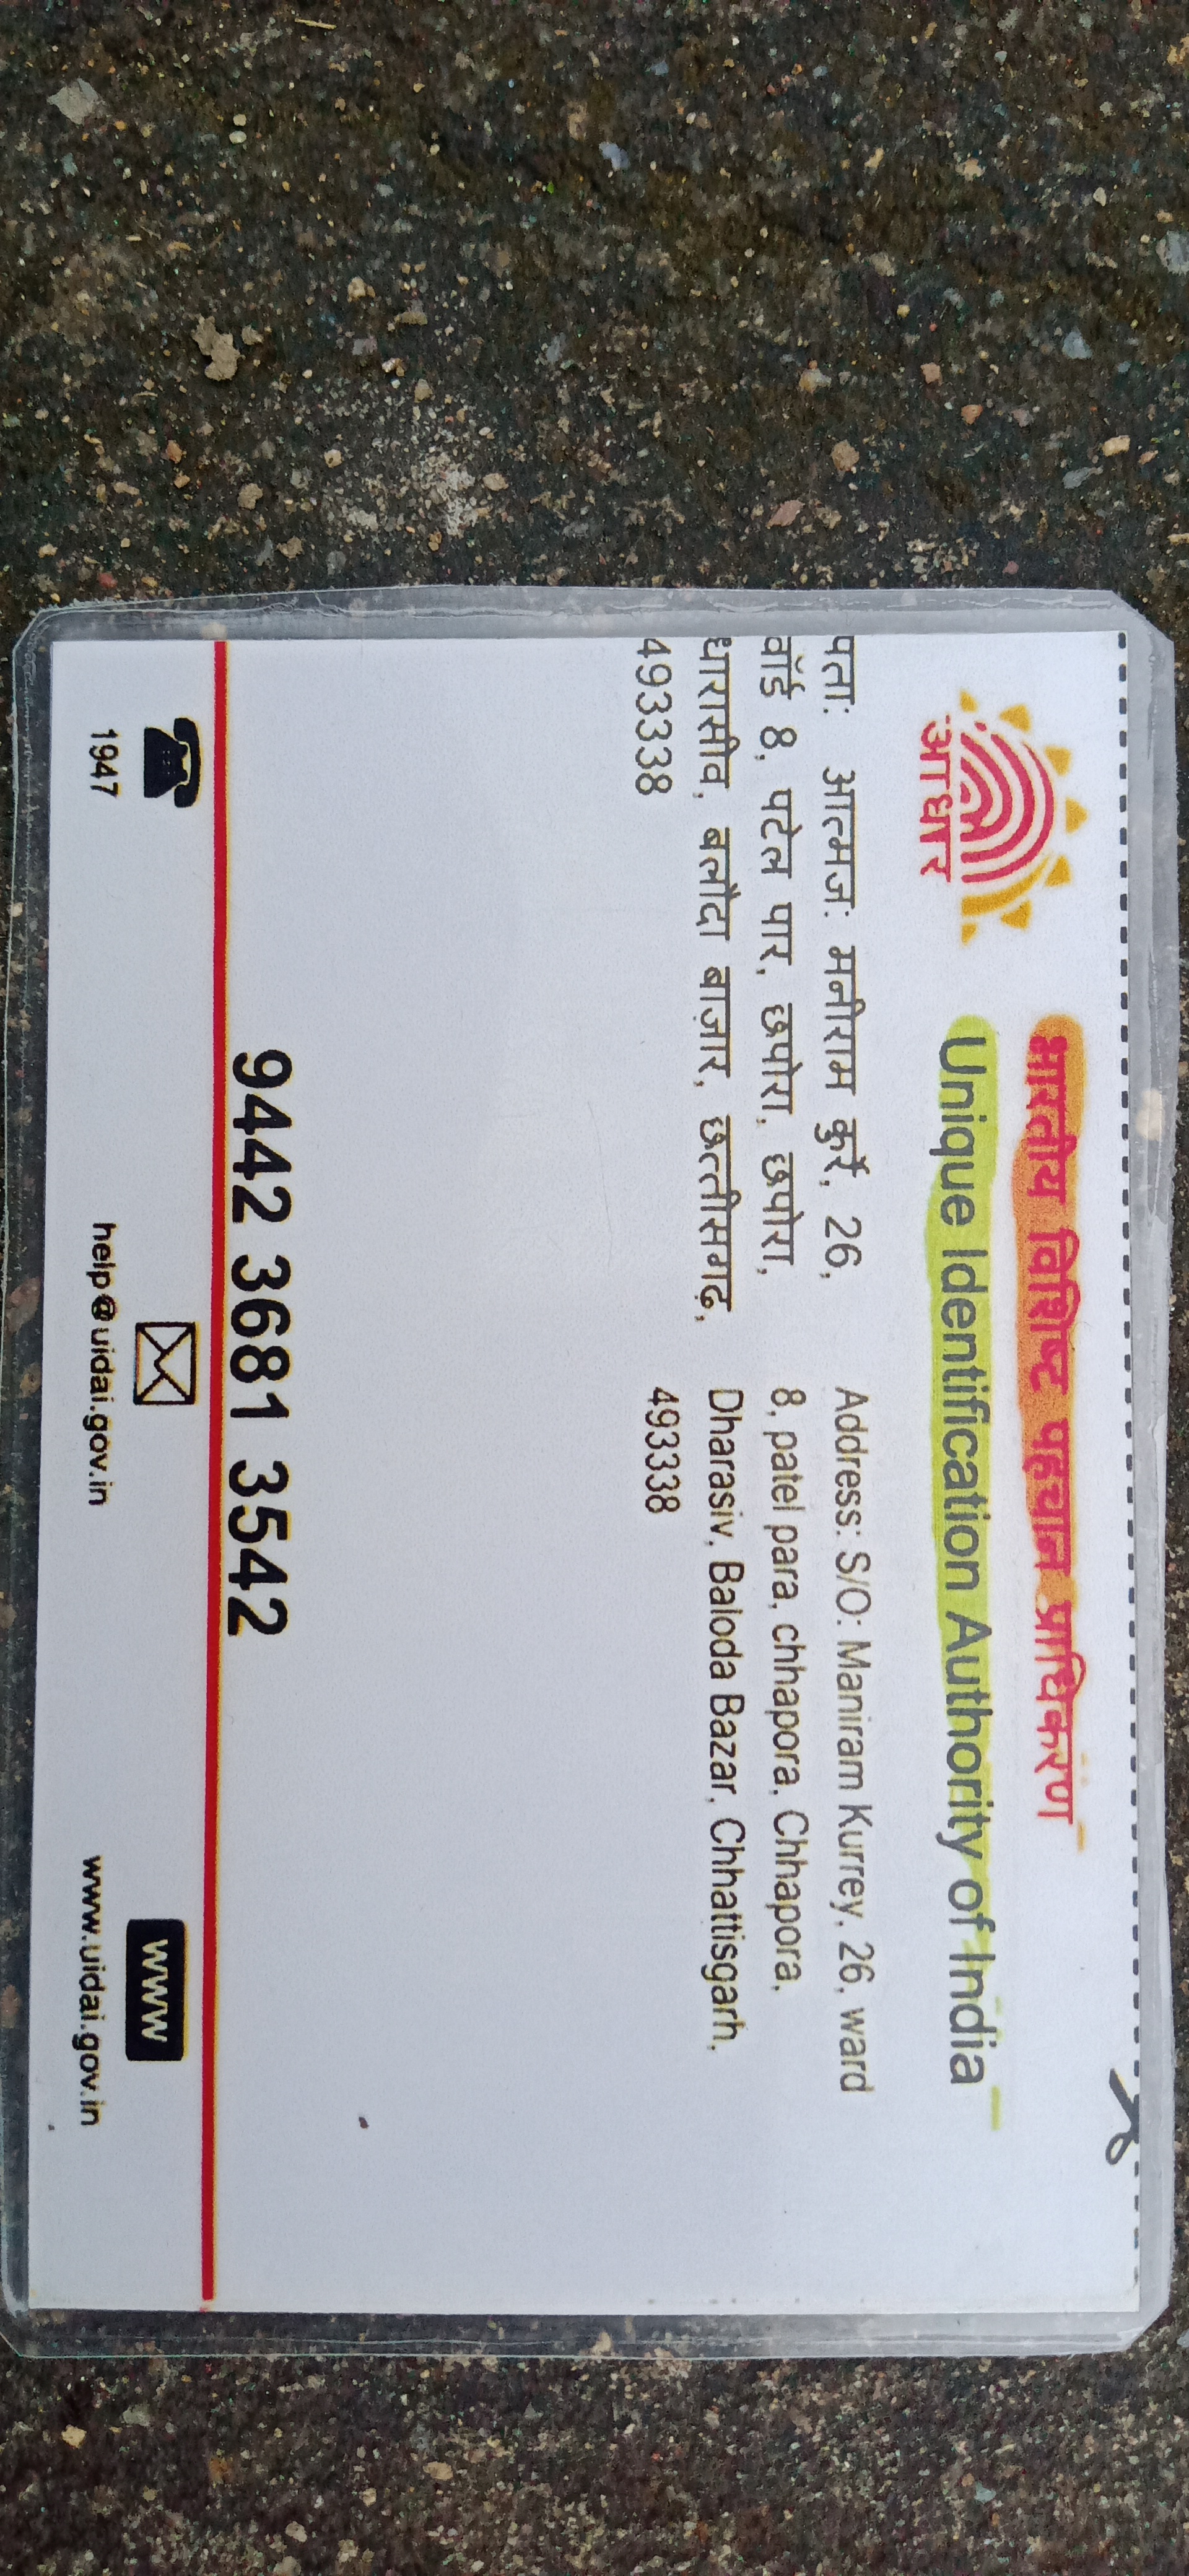 भारतीय विशिष्ट पहचान प्राधिकरण
Unique Identification Authority of India
आधार
पता: आत्मज: मनीराम कुर्रे, 26,
वॉर्ड 8, पटेल पार, छपोरा, छपोरा,
धारासीव, बलौदा बाज़ार, छत्तीसगढ़,
493338
Address: S/O: Maniram Kurrey, 26, ward
8, patel para, chhapora, Chhapora,
Dharasiv, Baloda Bazar, Chhattisgarh,
493338
9442 3681 3542
1947
help@uidai.gov.in
www
www.uidai.gov.in